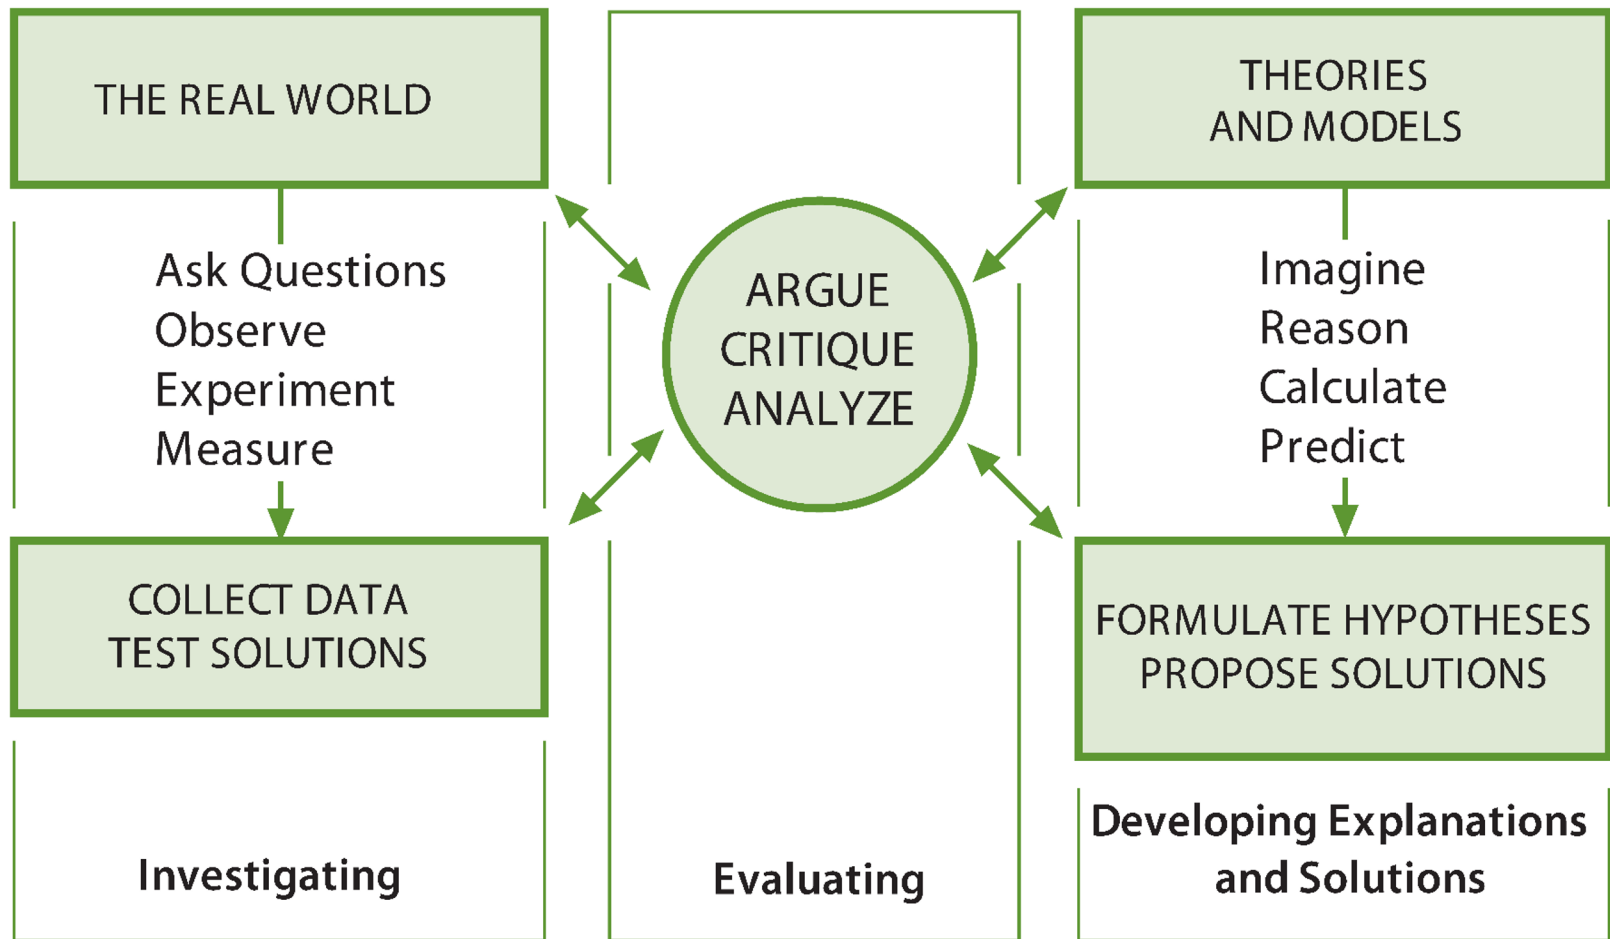 THE REAL WORLD
Ask Questions
Observe
Experiment
Measure
COLLECT DATA
TEST SOLUTIONS
Investigating
ARGUE
CRITIQUE
ANALYZE
Evaluating
THEORIES
AND MODELS
Imagine
Reason
Calculate
Predict
FORMULATE HYPOTHESES
PROPOSE SOLUTIONS
Developing Explanations
and Solutions